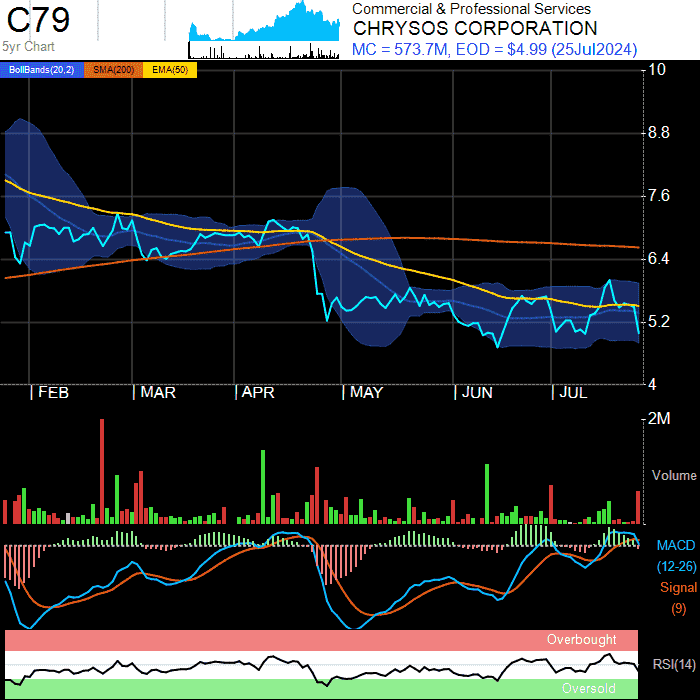 C79
5yr Chart
Commercial & Professional Services
CHRYSOS CORPORATION
MC = 573.7M, EOD = $4.99 (25Jul2024)
BollBands(20,2) SMA(200) EMA(50)
10
8.8
7.6
6.4
5.2
4
FEB MAR APR MAY JUN JUL
2M
Volume
MACD
(12-26)
Signal
(9)
Overbought
RSI(14)
Oversold